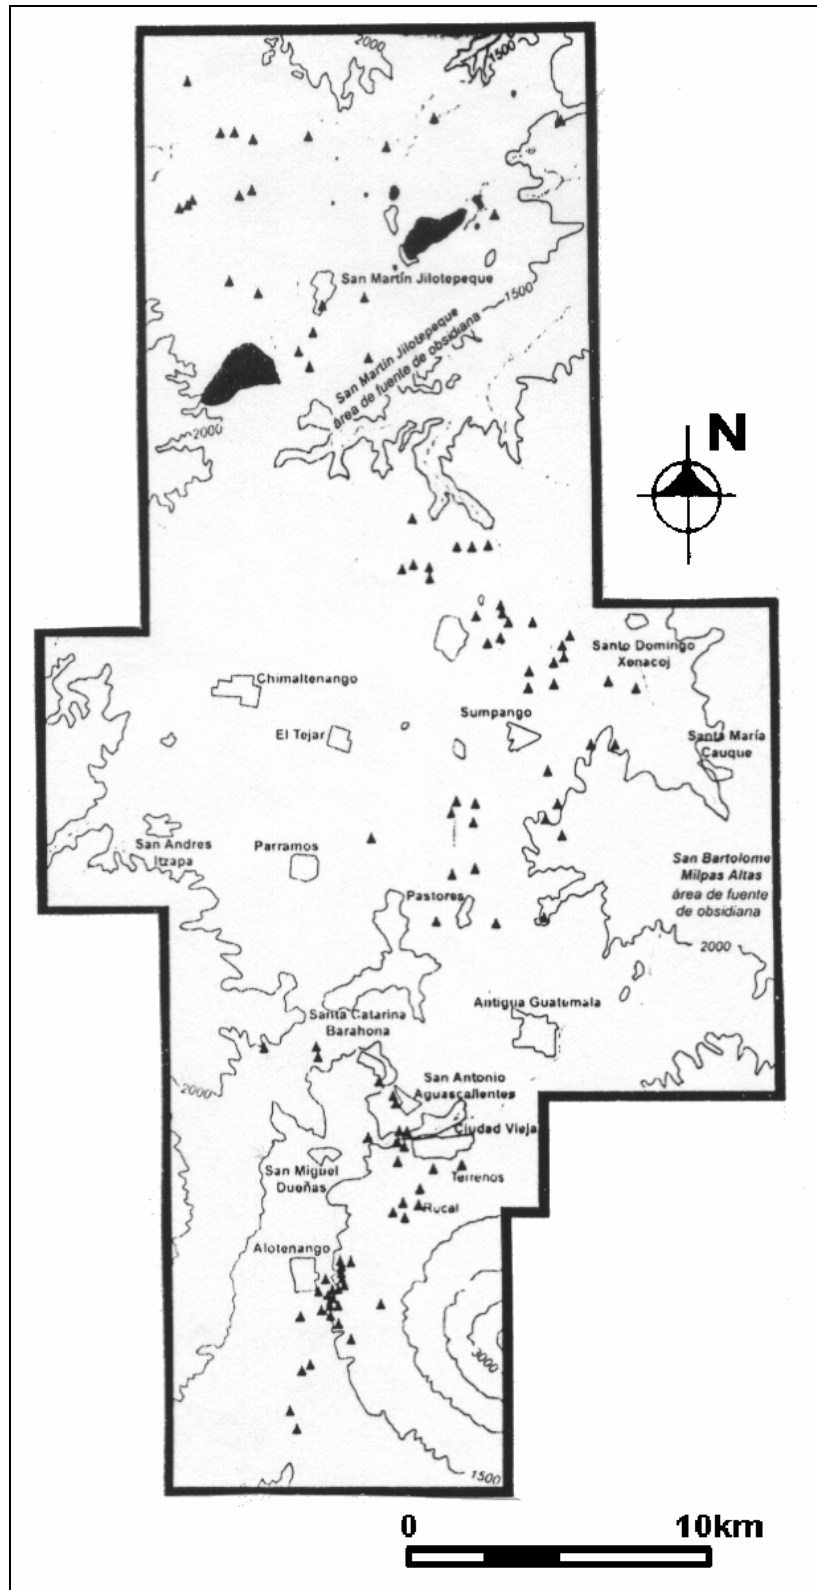 2000
1500
San Martín Jilotepeque
1500
San Martín Jilotepeque
área de fuente de obsidiana
2000
N
Santo Domingo
Xenacoj
Chimaltenango
Sumpango
El Tejar
Santa María
Cauque
San Andres
Itzapa
Parramos
San Bartolome
Milpas Altas
área de fuente
de obsidiana
Pastores
2000
Antigua Guatemala
Santa Catarina
Barahona
2000
San Antonio
Aguascalientes
Ciudad Vieja
San Miguel
Dueñas
Terrenos
Rucal
Alotenango
3000
1500
0 10km